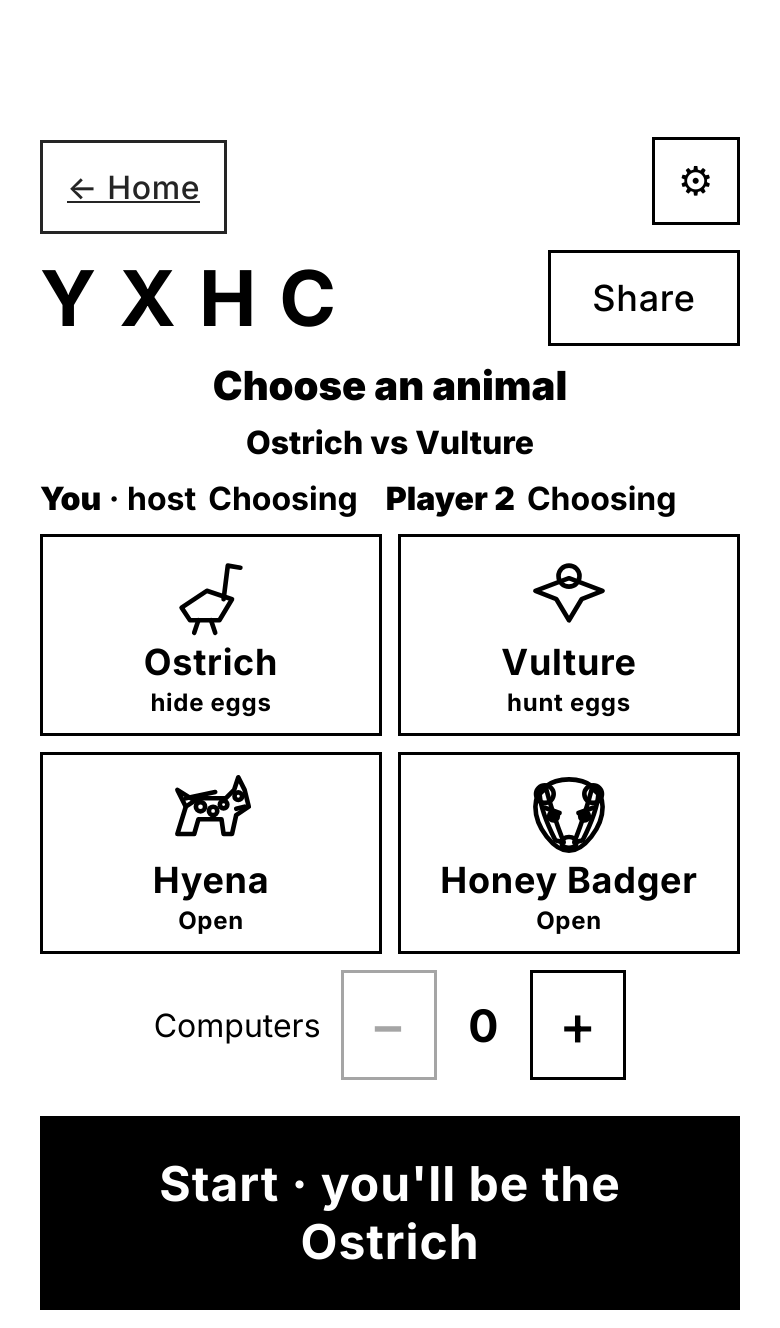 ← Home
⚙
Y X H C
Share
Choose an animal
Ostrich vs Vulture
You · host Choosing Player 2 Choosing
Ostrich
hide eggs
Vulture
hunt eggs
Hyena
Open
Honey Badger
Open
Computers − 0 +
Start · you'll be the
Ostrich